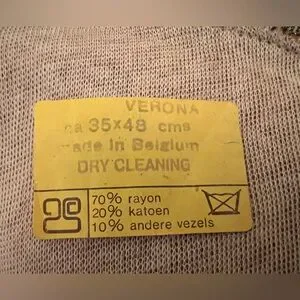 VERONA
ca 35x48 cms
made in Belgium
DRY CLEANING
70% rayon
20% katoen
10% andere vezels